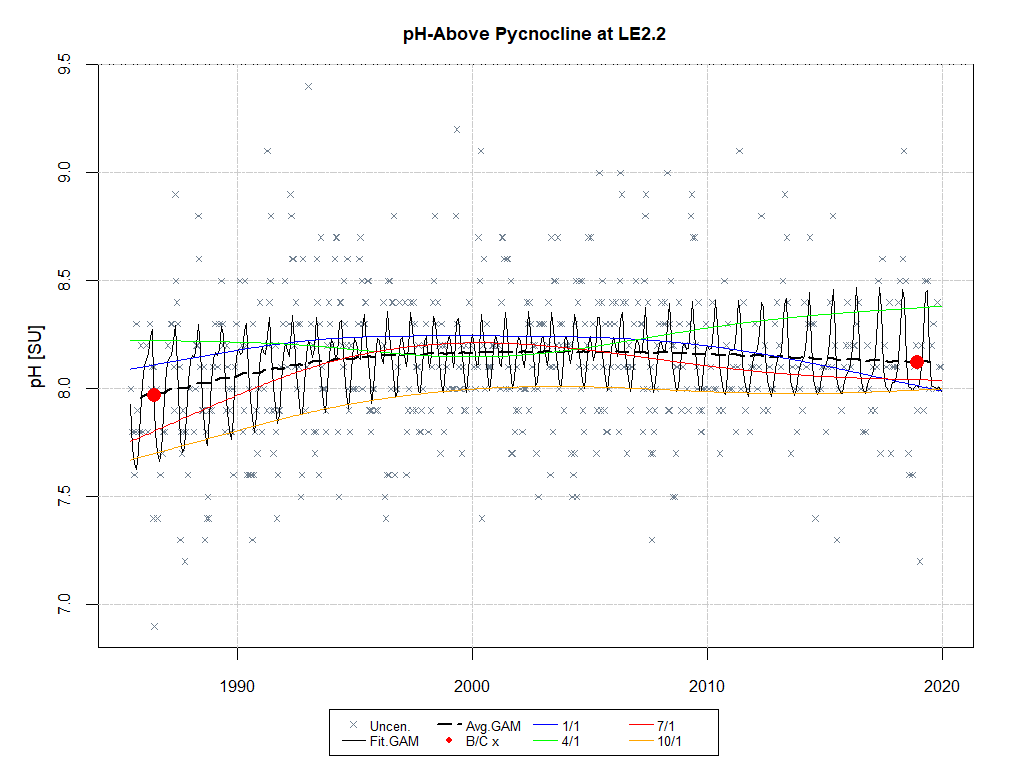 pH-Above Pycnocline at LE2.2
pH [SU]
9.5
9.0
8.5
8.0
7.5
7.0
1990 2000 2010 2020
Uncen. Avg.GAM 1/1 7/1
Fit.GAM B/C x 4/1 10/1